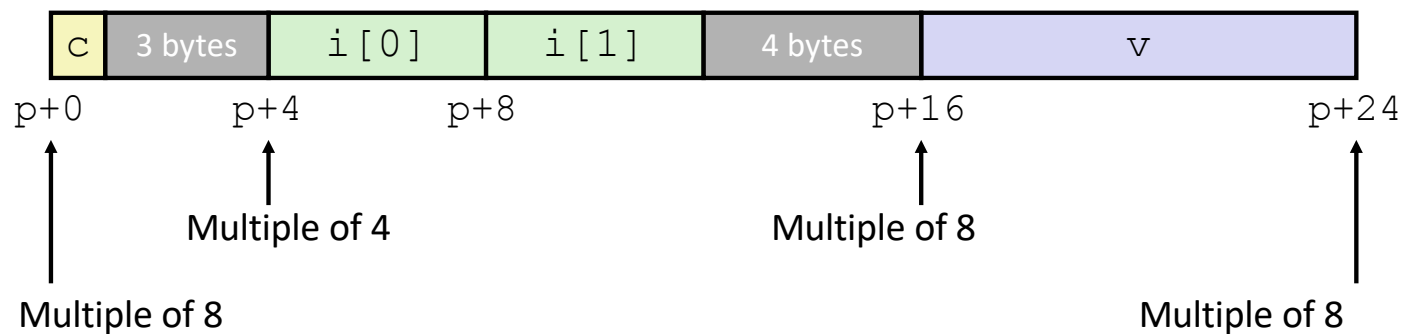 c 3 bytes i[0] i[1] 4 bytes v
p+0 p+4 p+8 p+16 p+24
Multiple of 4 Multiple of 8
Multiple of 8 Multiple of 8